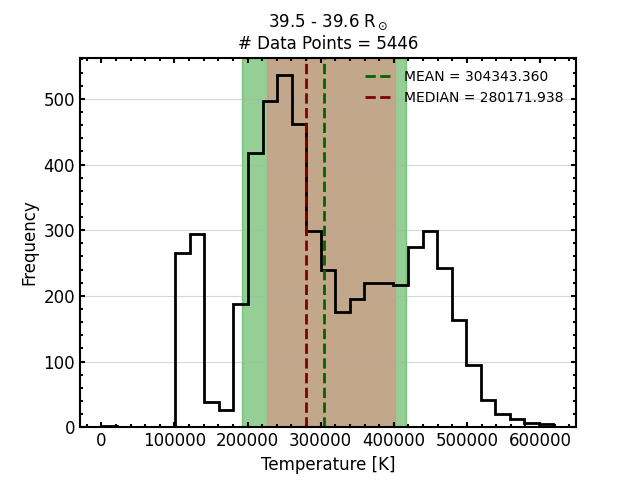 39.5 - 39.6 R⊙
# Data Points = 5446
MEAN = 304343.360
MEDIAN = 280171.938
Frequency
500
400
300
200
100
0
0 100000 200000 300000 400000 500000 600000
Temperature [K]